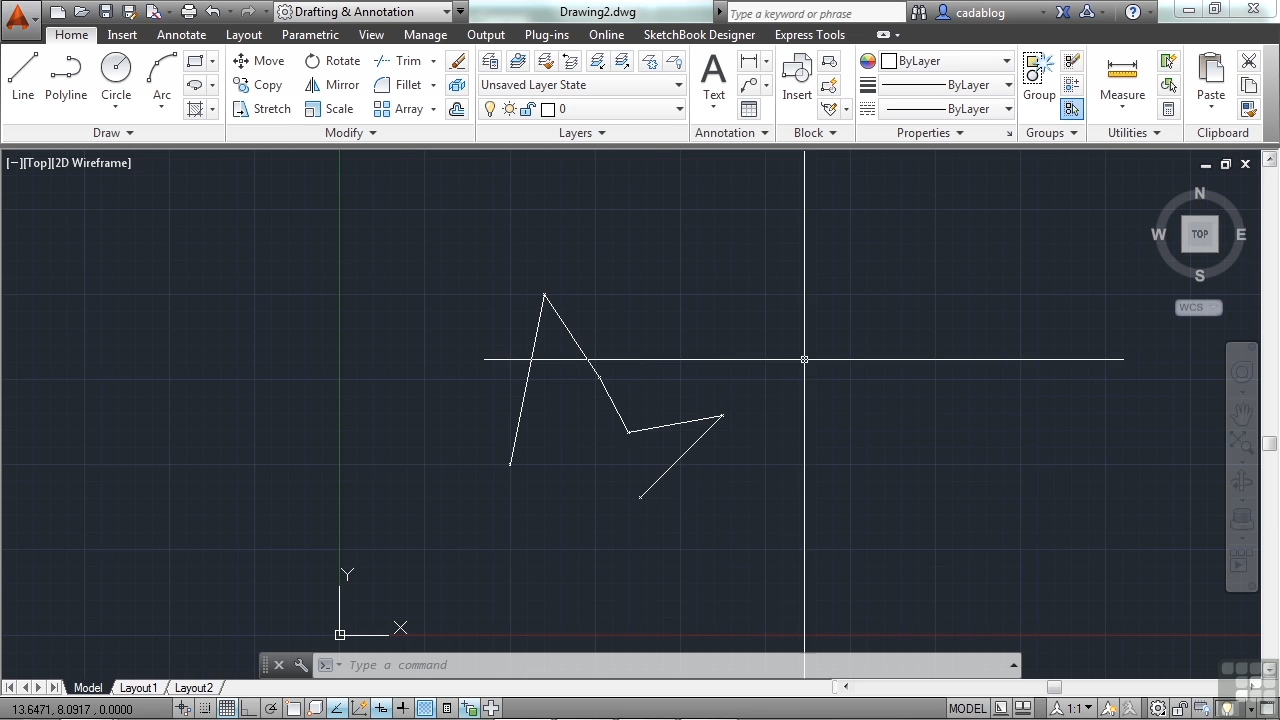 Drafting & Annotation
Drawing2.dwg
Type a keyword or phrase
cadablog
Home Insert Annotate Layout Parametric View Manage Output Plug-ins Online SketchBook Designer Express Tools
Line Polyline Circle Arc
Move Rotate Trim
Copy Mirror Fillet
Stretch Scale Array
Unsaved Layer State
0
Text
Insert
ByLayer
ByLayer
ByLayer
Group
Measure
Paste
Draw Modify Layers Annotation Block Properties Groups Utilities Clipboard
[−][Top][2D Wireframe]
N
W TOP E
S
WCS
Y
X
Type a command
Model Layout1 Layout2
13.6471, 8.0917 , 0.0000
MODEL
1:1